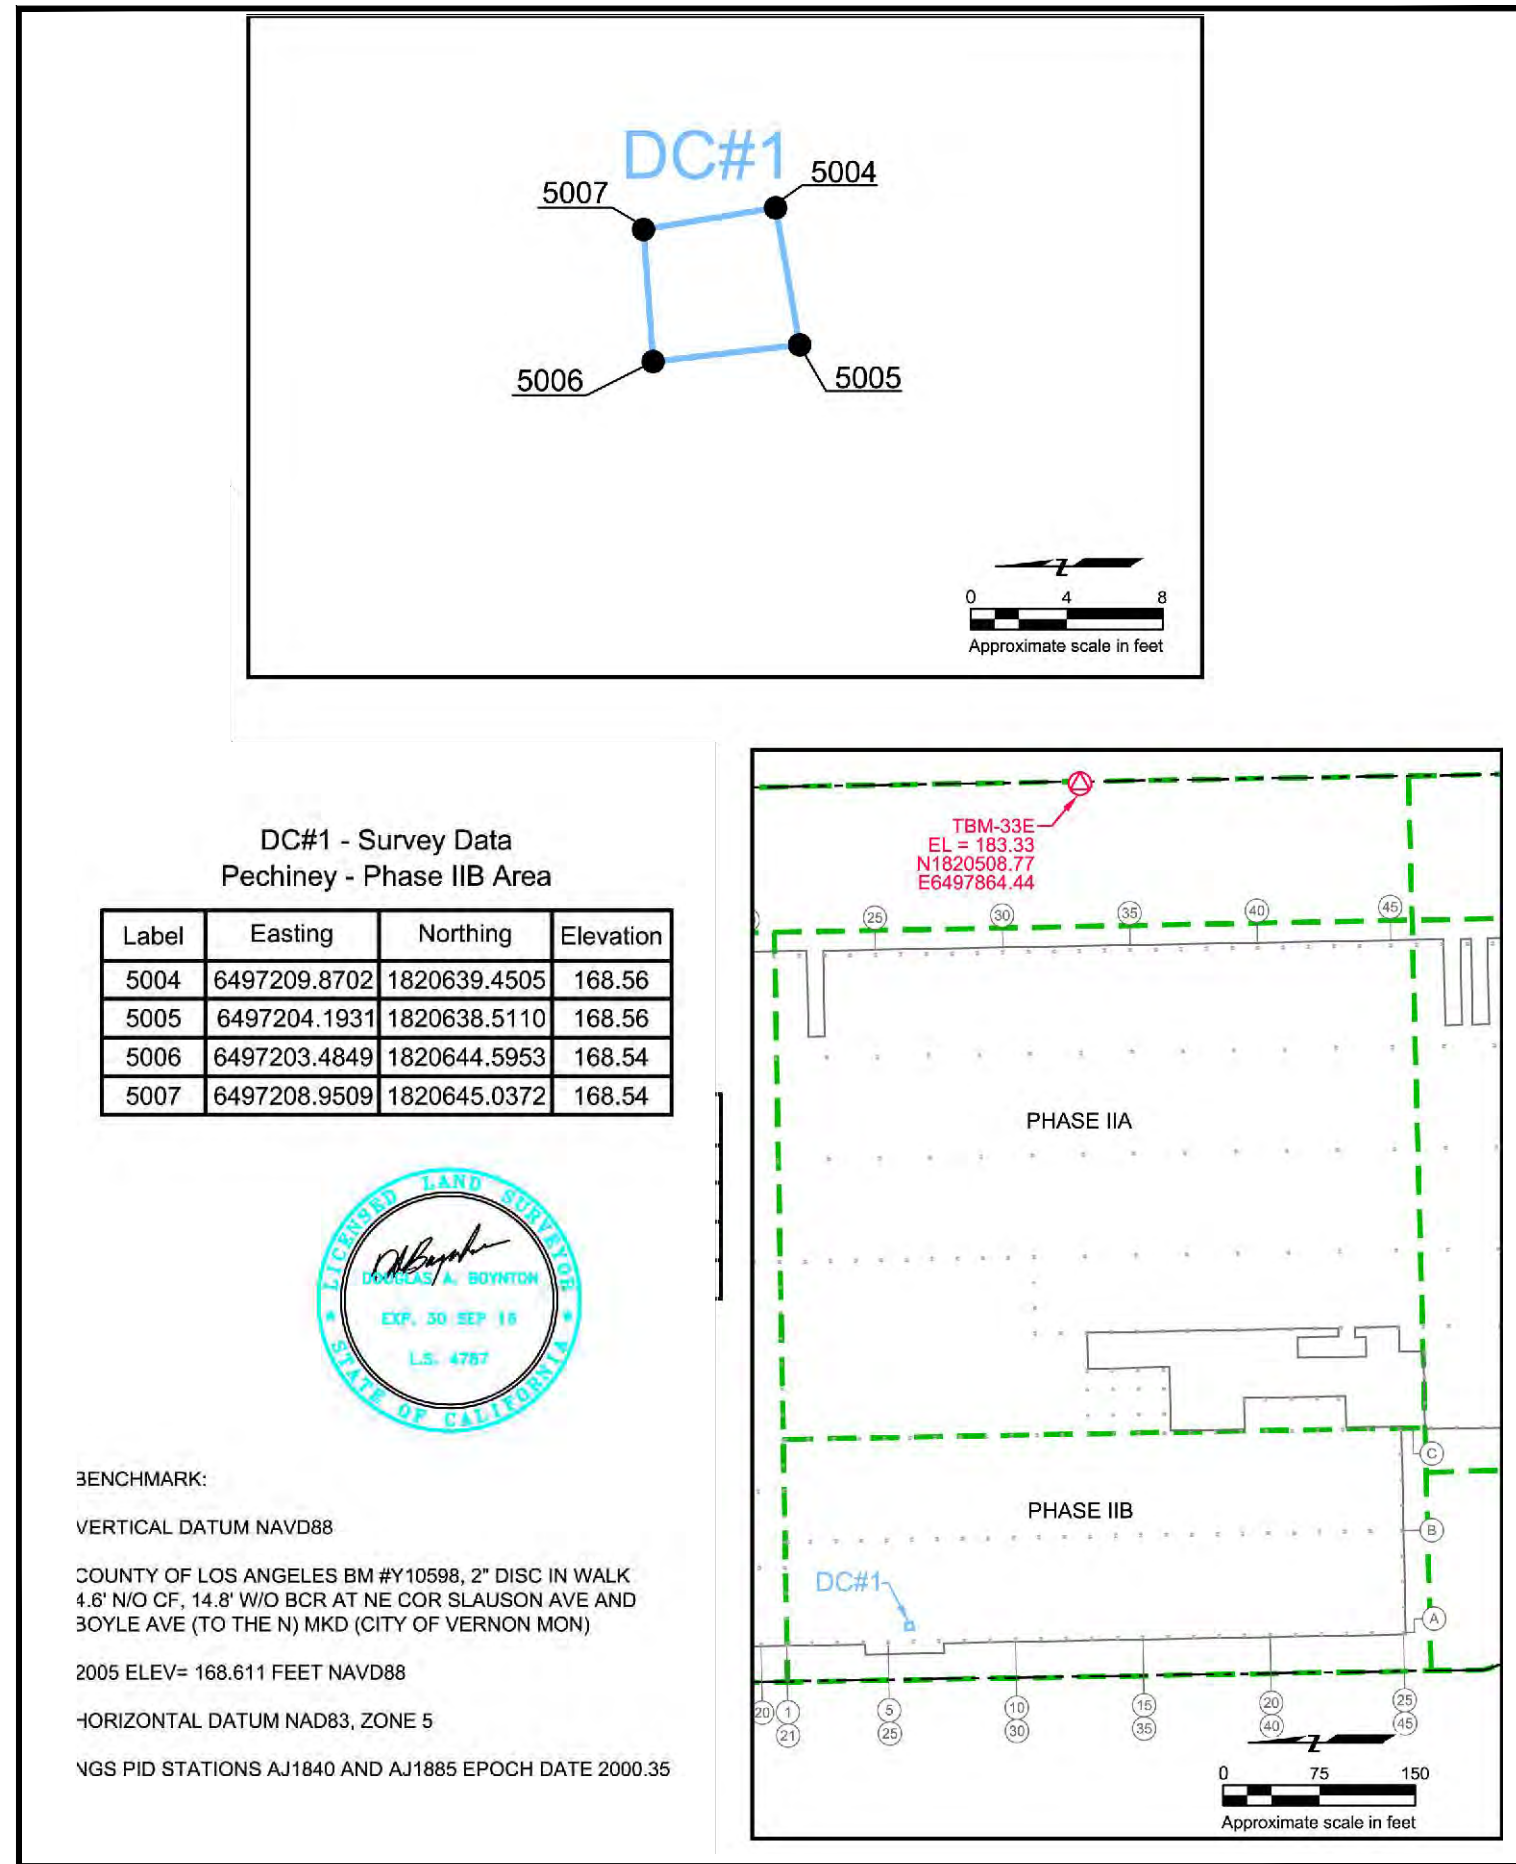 DC#1
5007
5004
5006
5005
Z
0 4 8
Approximate scale in feet
DC#1 - Survey Data
Pechiney - Phase IIB Area
Label Easting Northing Elevation
5004 6497209.8702 1820639.4505 168.56
5005 6497204.1931 1820638.5110 168.56
5006 6497203.4849 1820644.5953 168.54
5007 6497208.9509 1820645.0372 168.54
LICENSED LAND SURVEYOR
DOUGLAS A. BOYNTON
L.S. 4787
STATE OF CALIFORNIA
BENCHMARK:
VERTICAL DATUM NAVD88
COUNTY OF LOS ANGELES BM #Y10598, 2" DISC IN WALK
4.6' N/O CF, 14.8' W/O BCR AT NE COR SLAUSON AVE AND
BOYLE AVE (TO THE N) MKD (CITY OF VERNON MON)
2005 ELEV= 168.611 FEET NAVD88
HORIZONTAL DATUM NAD83, ZONE 5
NGS PID STATIONS AJ1840 AND AJ1885 EPOCH DATE 2000.35
TBM-33E
EL = 183.33
N1820508.77
E6497864.44
25 30 35 40 45
PHASE IIA
C
PHASE IIB
B
DC#1
A
20 1 5 10 15 20 25
21 25 30 35 40 45
Z
0 75 150
Approximate scale in feet